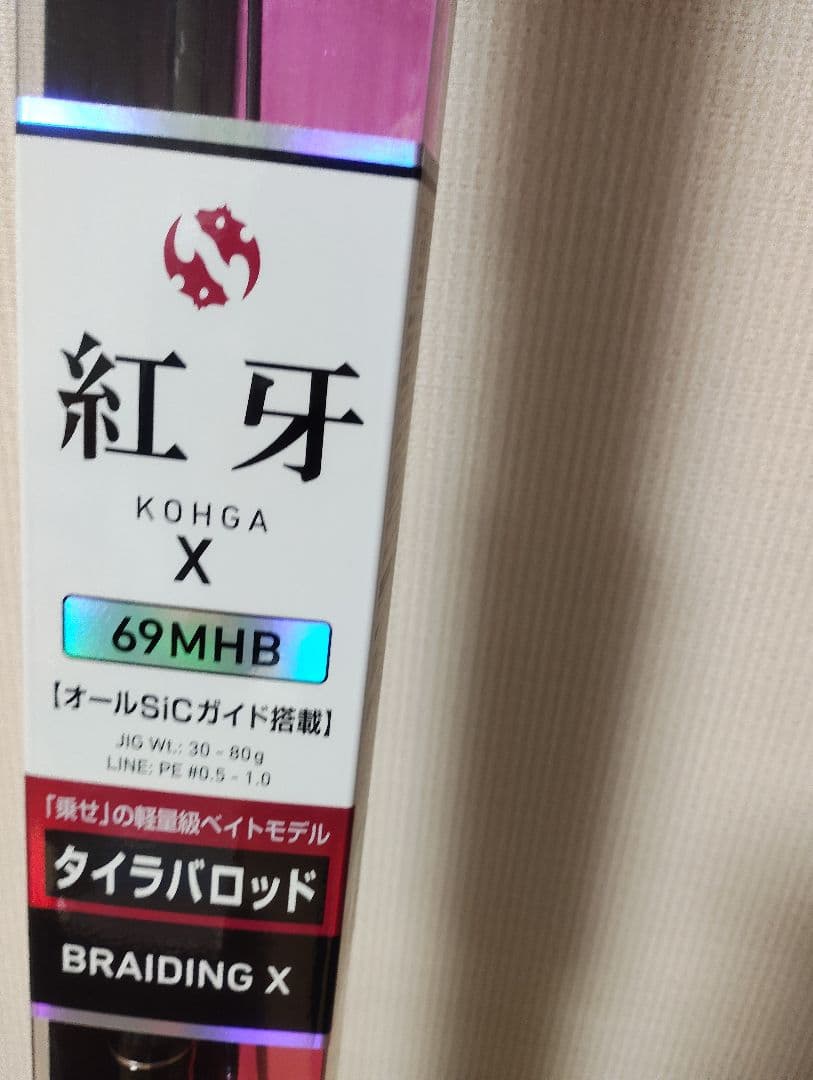 紅牙
KOHGA
X
69MHB
【オールSiCガイド搭載】
JIG Wt.: 30 - 80g
LINE: PE #0.5 - 1.0
「乗せ」の軽量級ベイトモデル
タイラバロッド
BRAIDING X